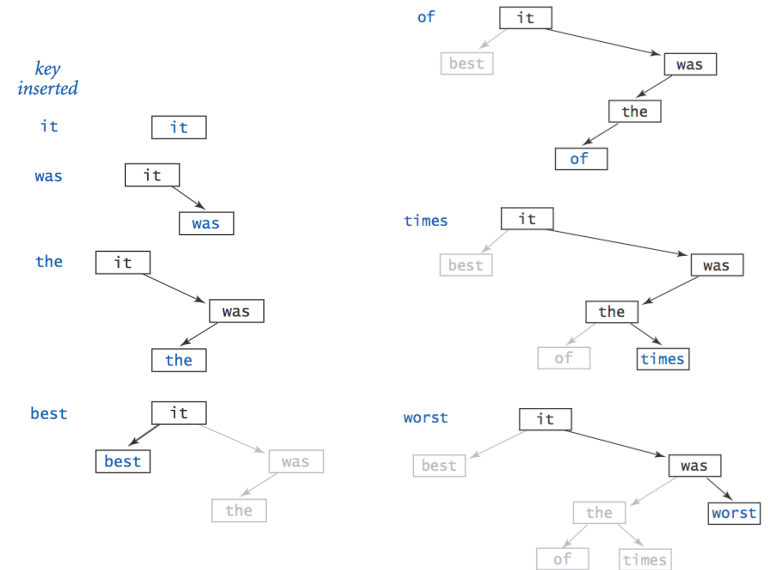 key
inserted
it
it
was
it
was
the
it
was
the
best
it
best
was
the
of
it
best
was
the
of
times
it
best
was
the
of
times
worst
it
best
was
the
worst
of
times